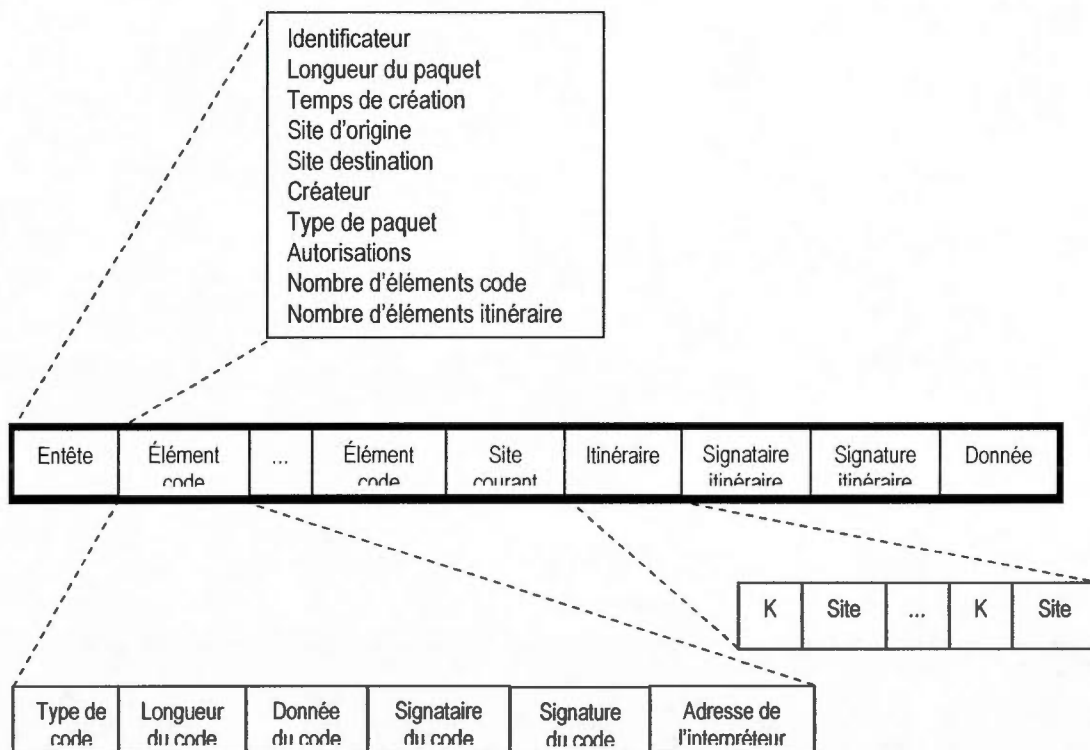 Identificateur
Longueur du paquet
Temps de création
Site d'origine
Site destination
Créateur
Type de paquet
Autorisations
Nombre d'éléments code
Nombre d'éléments itinéraire
Entête
Élément
code
...
Élément
code
Site
courant
Itinéraire
Signataire
itinéraire
Signature
itinéraire
Donnée
K
Site
...
K
Site
Type de
code
Longueur
du code
Donnée
du code
Signataire
du code
Signature
du code
Adresse de
l'interpréteur